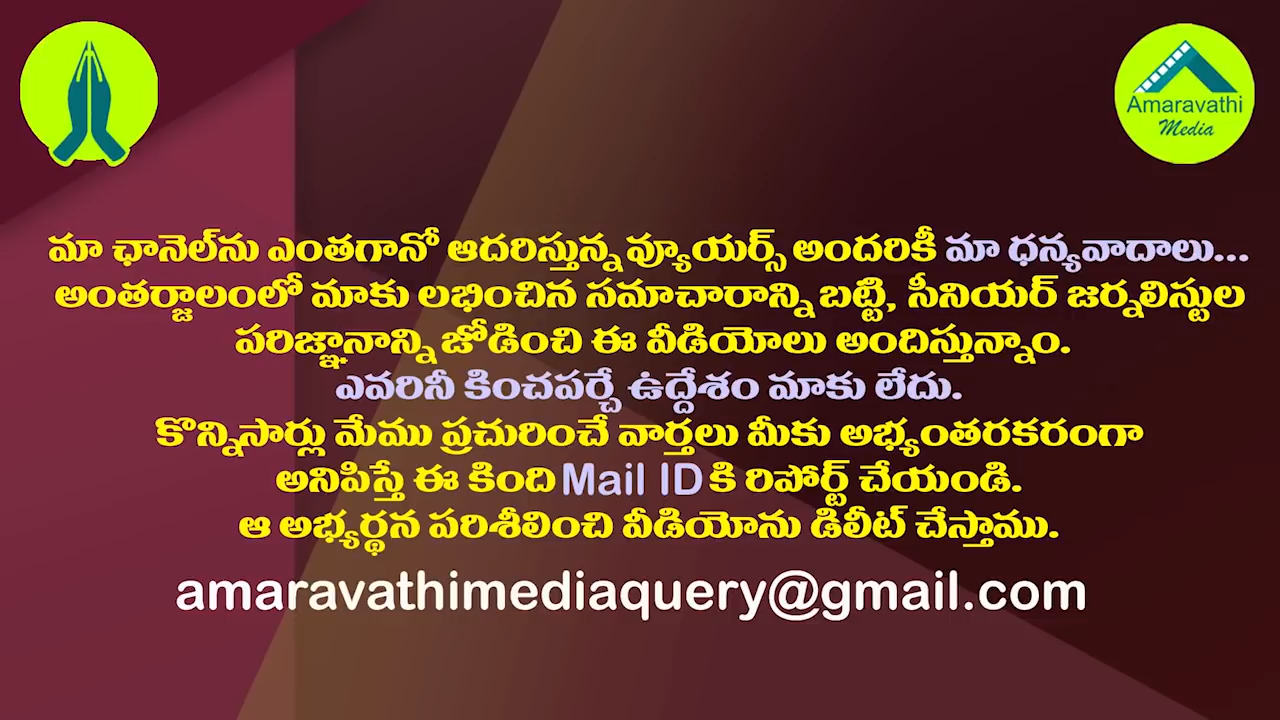 Amaravathi
Media
మా ఛానెల్‌ను ఎంతగానో ఆదరిస్తున్న వ్యూయర్స్ అందరికీ మా ధన్యవాదాలు...
అంతర్జాలంలో మాకు లభించిన సమాచారాన్ని బట్టి, సీనియర్ జర్నలిస్టుల
పరిజ్ఞానాన్ని జోడించి ఈ వీడియోలు అందిస్తున్నాం.
ఎవరినీ కించపర్చే ఉద్దేశం మాకు లేదు.
కొన్నిసార్లు మేము ప్రచురించే వార్తలు మీకు అభ్యంతరకరంగా
అనిపిస్తే ఈ కింది Mail ID కి రిపోర్ట్ చేయండి.
ఆ అభ్యర్థన పరిశీలించి వీడియోను డిలీట్ చేస్తాము.
amaravathimediaquery@gmail.com